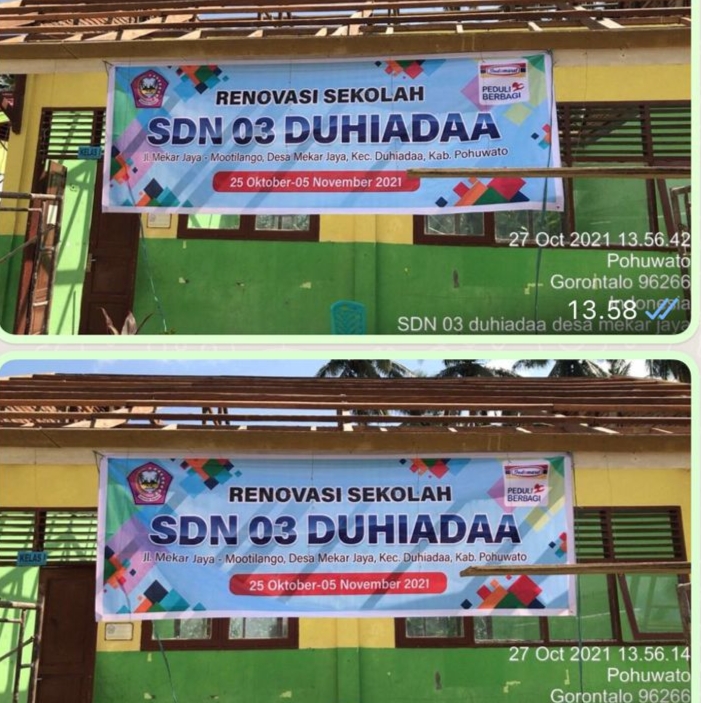 Indomaret
PEDULI
BERBAGI
RENOVASI SEKOLAH
SDN 03 DUHIADAA
Jl. Mekar Jaya - Mootilango, Desa Mekar Jaya, Kec. Duhiadaa, Kab. Pohuwato
25 Oktober-05 November 2021
KELAS
27 Oct 2021 13.56.42
Pohuwato
Gorontalo 96266
Indonesia
13.58
SDN 03 duhiadaa desa mekar jaya
Indomaret
PEDULI
BERBAGI
RENOVASI SEKOLAH
SDN 03 DUHIADAA
Jl. Mekar Jaya - Mootilango, Desa Mekar Jaya, Kec. Duhiadaa, Kab. Pohuwato
25 Oktober-05 November 2021
KELAS
27 Oct 2021 13.56.14
Pohuwato
Gorontalo 96266